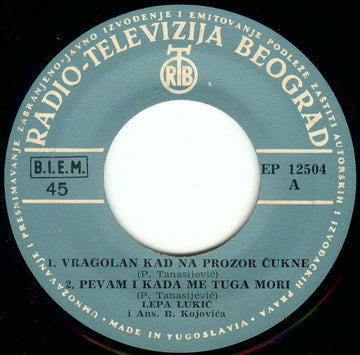 UMNOŽAVANJE I PRESNIMAVANJE ZABRANJENO-JAVNO IZVOĐENJE I EMITOVANJE PODLEŽE ZAŠTITI AUTORSKIH I IZVOĐAČKIH PRAVA
RADIO-TELEVIZIJA BEOGRAD
RTB
B.I.E.M.
45
EP 12504
A
1. VRAGOLAN KAD NA PROZOR ČUKNE
(P. Tanasijević)
2. PEVAM I KADA ME TUGA MORI
(P. Tanasijević)
LEPA LUKIĆ
i Ans. B. Kojovića
• MADE IN YUGOSLAVIA •